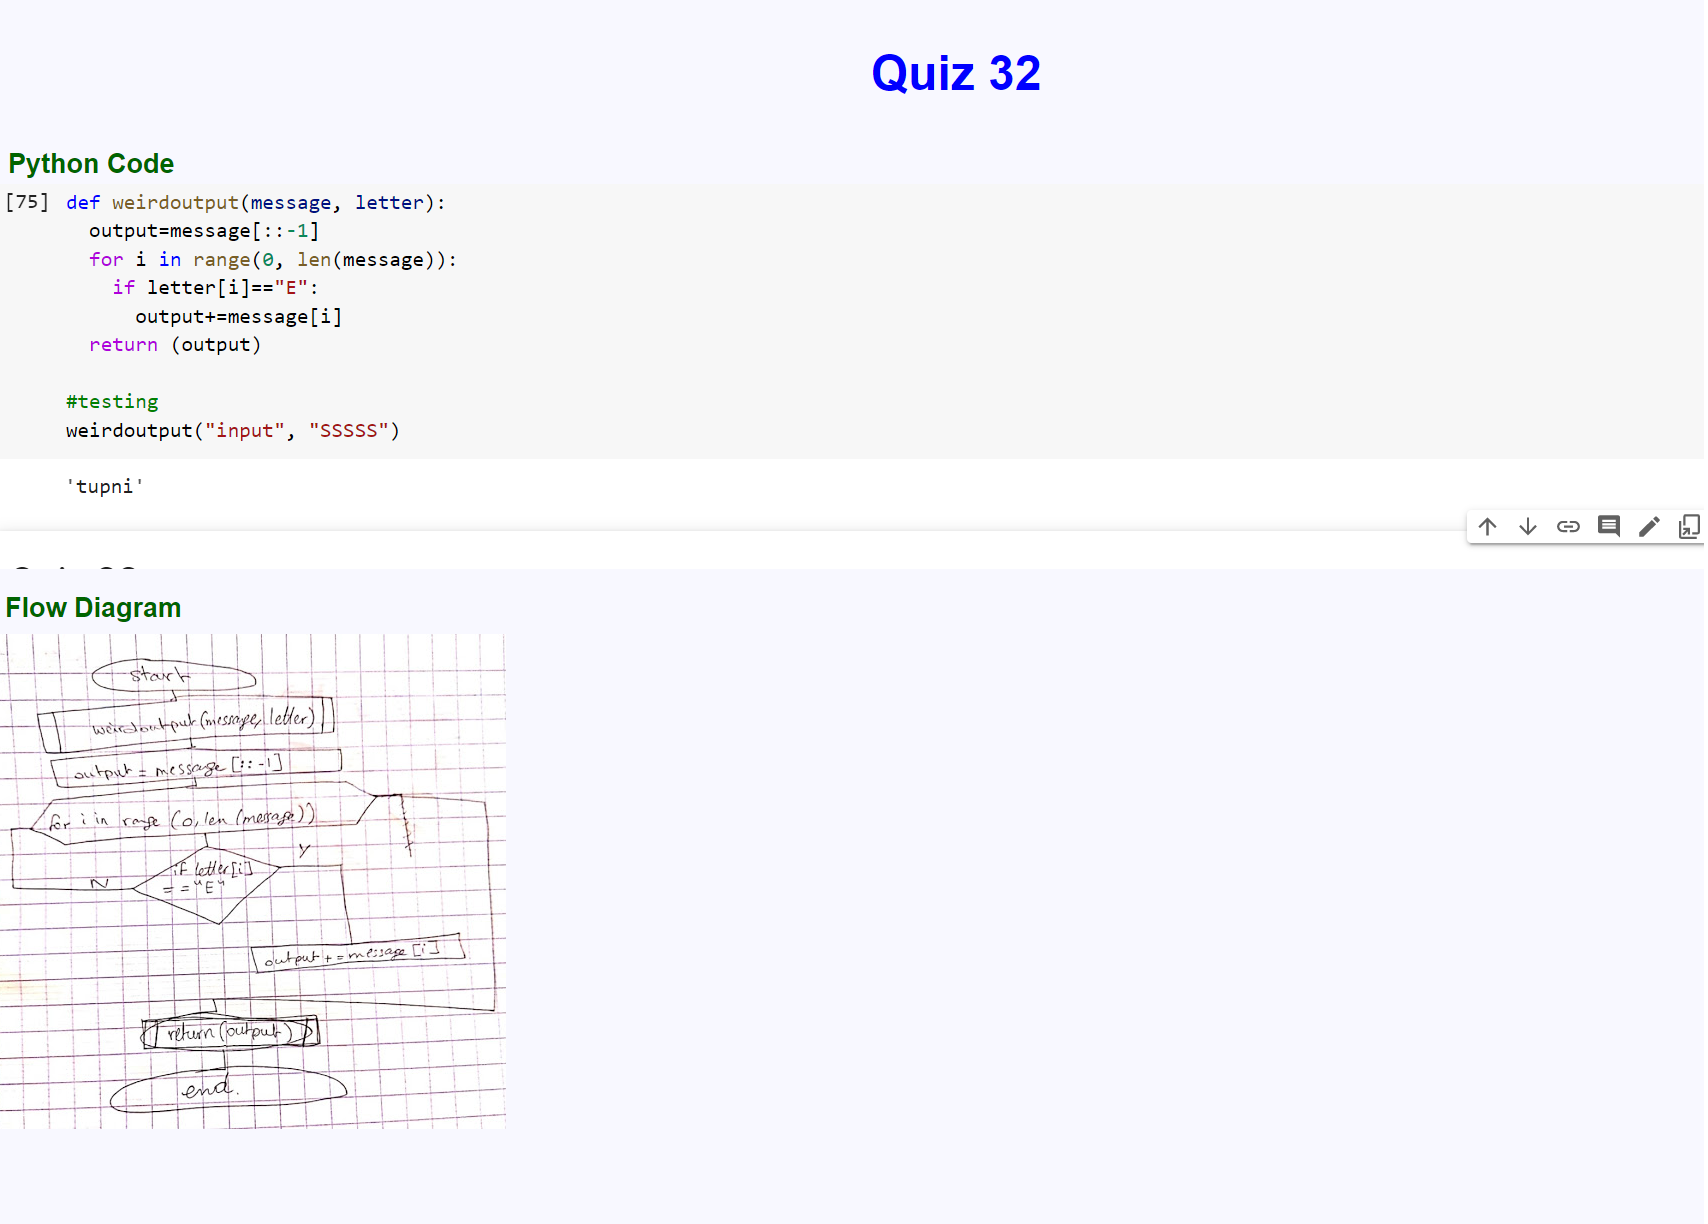 Quiz 32
Python Code
[75] def weirdoutput(message, letter):
output=message[::-1]
for i in range(0, len(message)):
if letter[i]=="E":
output+=message[i]
return (output)
#testing
weirdoutput("input", "SSSSS")
'tupni'
Flow Diagram
start
weirdoutput(message, letter)
output = message [::-1]
for i in range (0, len (message))
Y
if letter[i]
N
= = "E"
output + = message [i]
return (output)
end.